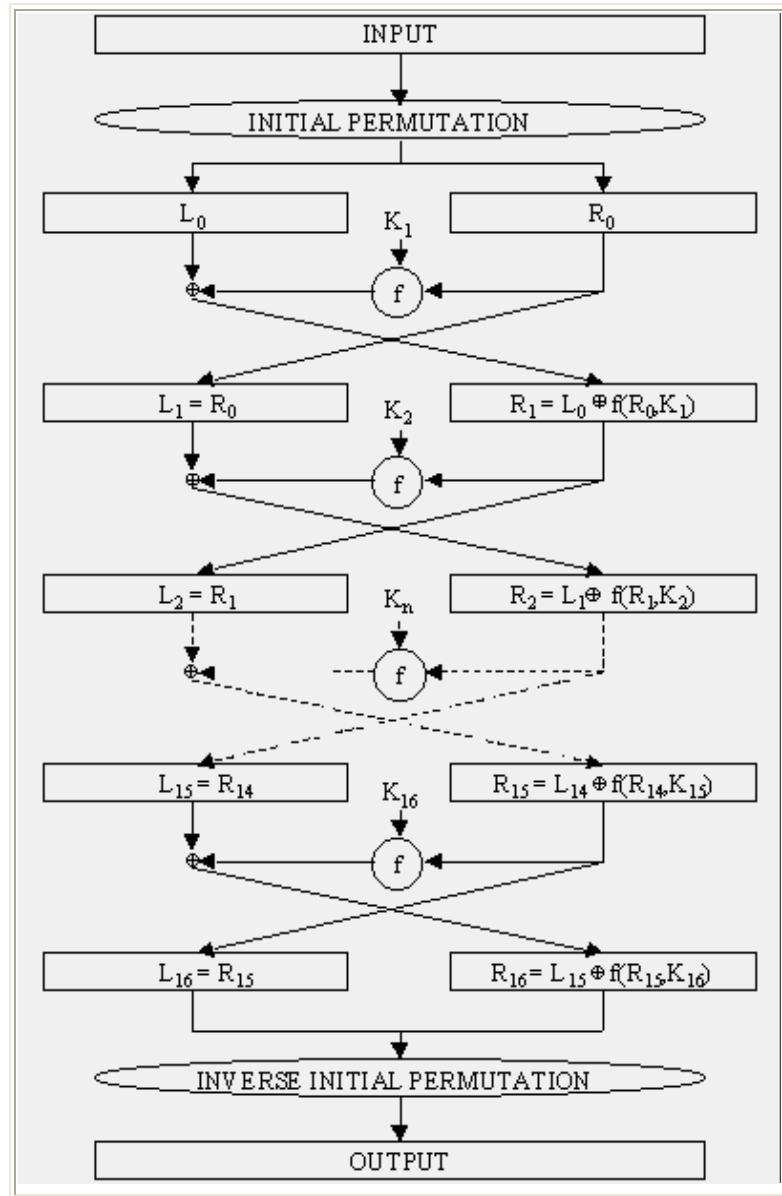 INPUT
INITIAL PERMUTATION
L₀
K₁
R₀
⊕
f
L₁ = R₀
K₂
R₁ = L₀ ⊕ f(R₀,K₁)
⊕
f
L₂ = R₁
Kₙ
R₂ = L₁⊕ f(R₁,K₂)
⊕
f
L₁₅ = R₁₄
K₁₆
R₁₅ = L₁₄ ⊕ f(R₁₄,K₁₅)
⊕
f
L₁₆ = R₁₅
R₁₆ = L₁₅ ⊕ f(R₁₅,K₁₆)
INVERSE INITIAL PERMUTATION
OUTPUT